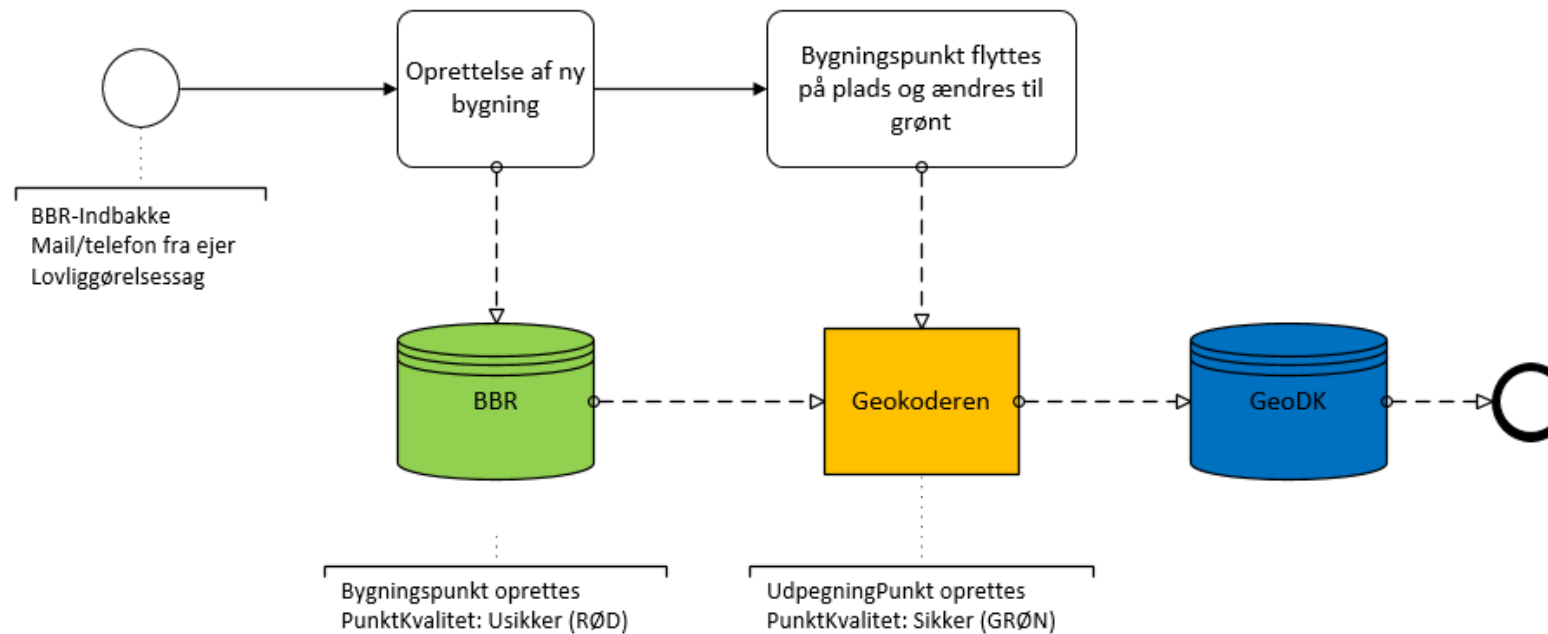 Oprettelse af ny
bygning
Bygningspunkt flyttes
på plads og ændres til
grønt
BBR-Indbakke
Mail/telefon fra ejer
Lovliggørelsessag
BBR
Geokoderen
GeoDK
Bygningspunkt oprettes
PunktKvalitet: Usikker (RØD)
UdpegningPunkt oprettes
PunktKvalitet: Sikker (GRØN)